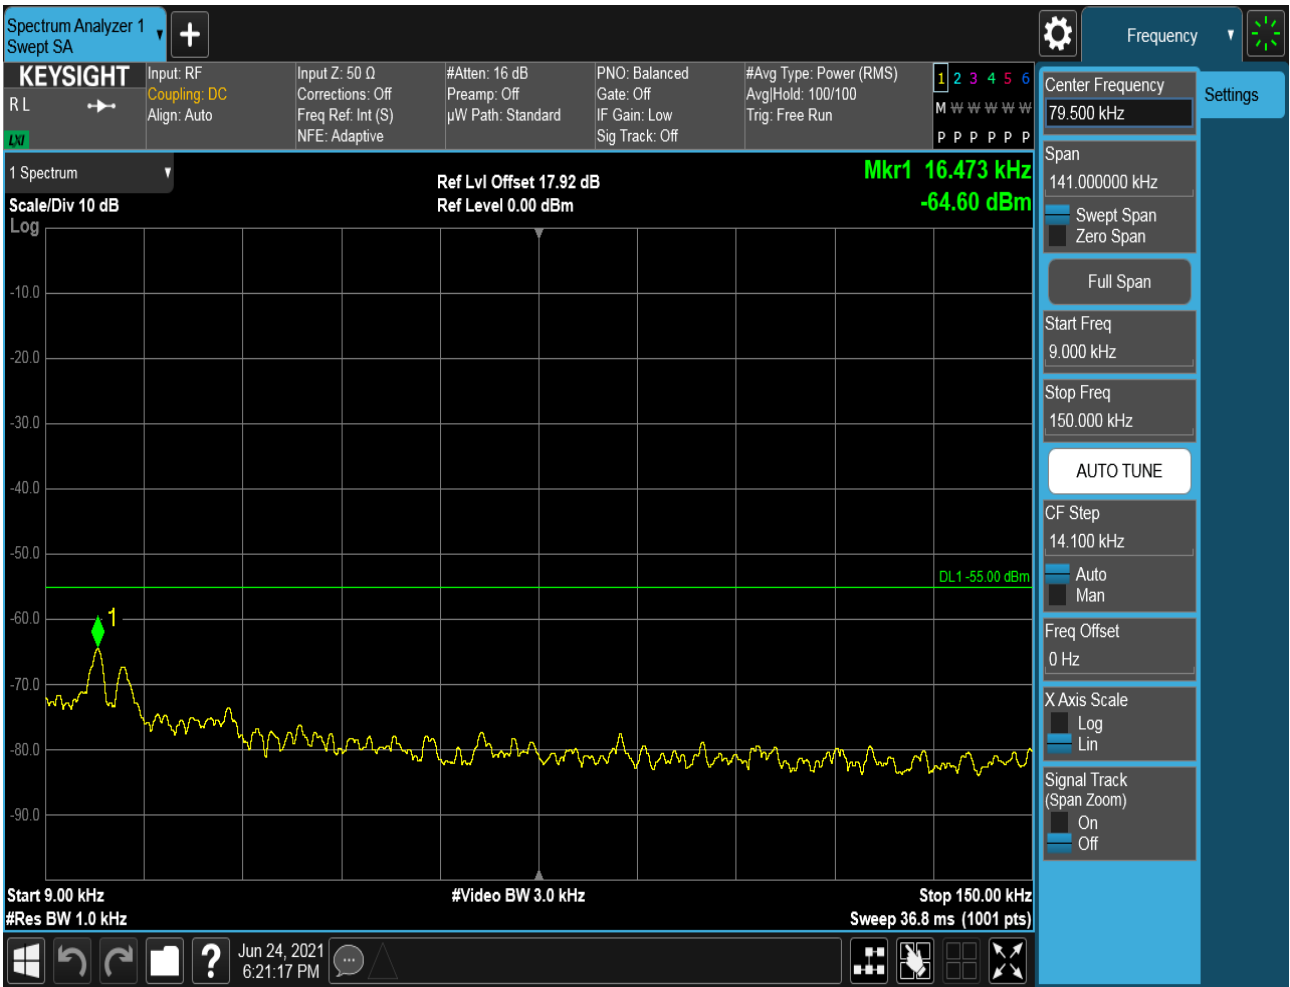 Spectrum Analyzer 1
Swept SA
Frequency
KEYSIGHT
R L
LXI
Input: RF
Coupling: DC
Align: Auto
Input Z: 50 Ω
Corrections: Off
Freq Ref: Int (S)
NFE: Adaptive
#Atten: 16 dB
Preamp: Off
µW Path: Standard
PNO: Balanced
Gate: Off
IF Gain: Low
Sig Track: Off
#Avg Type: Power (RMS)
Avg|Hold: 100/100
Trig: Free Run
1 2 3 4 5 6
M W W W W W
P P P P P P
1 Spectrum
Scale/Div 10 dB
Log
Ref Lvl Offset 17.92 dB
Ref Level 0.00 dBm
Mkr1 16.473 kHz
-64.60 dBm
-10.0
-20.0
-30.0
-40.0
-50.0
DL1 -55.00 dBm
-60.0
1
-70.0
-80.0
-90.0
Start 9.00 kHz
#Res BW 1.0 kHz
#Video BW 3.0 kHz
Stop 150.00 kHz
Sweep 36.8 ms (1001 pts)
Center Frequency
79.500 kHz
Settings
Span
141.000000 kHz
Swept Span
Zero Span
Full Span
Start Freq
9.000 kHz
Stop Freq
150.000 kHz
AUTO TUNE
CF Step
14.100 kHz
Auto
Man
Freq Offset
0 Hz
X Axis Scale
Log
Lin
Signal Track
(Span Zoom)
On
Off
?
Jun 24, 2021
6:21:17 PM